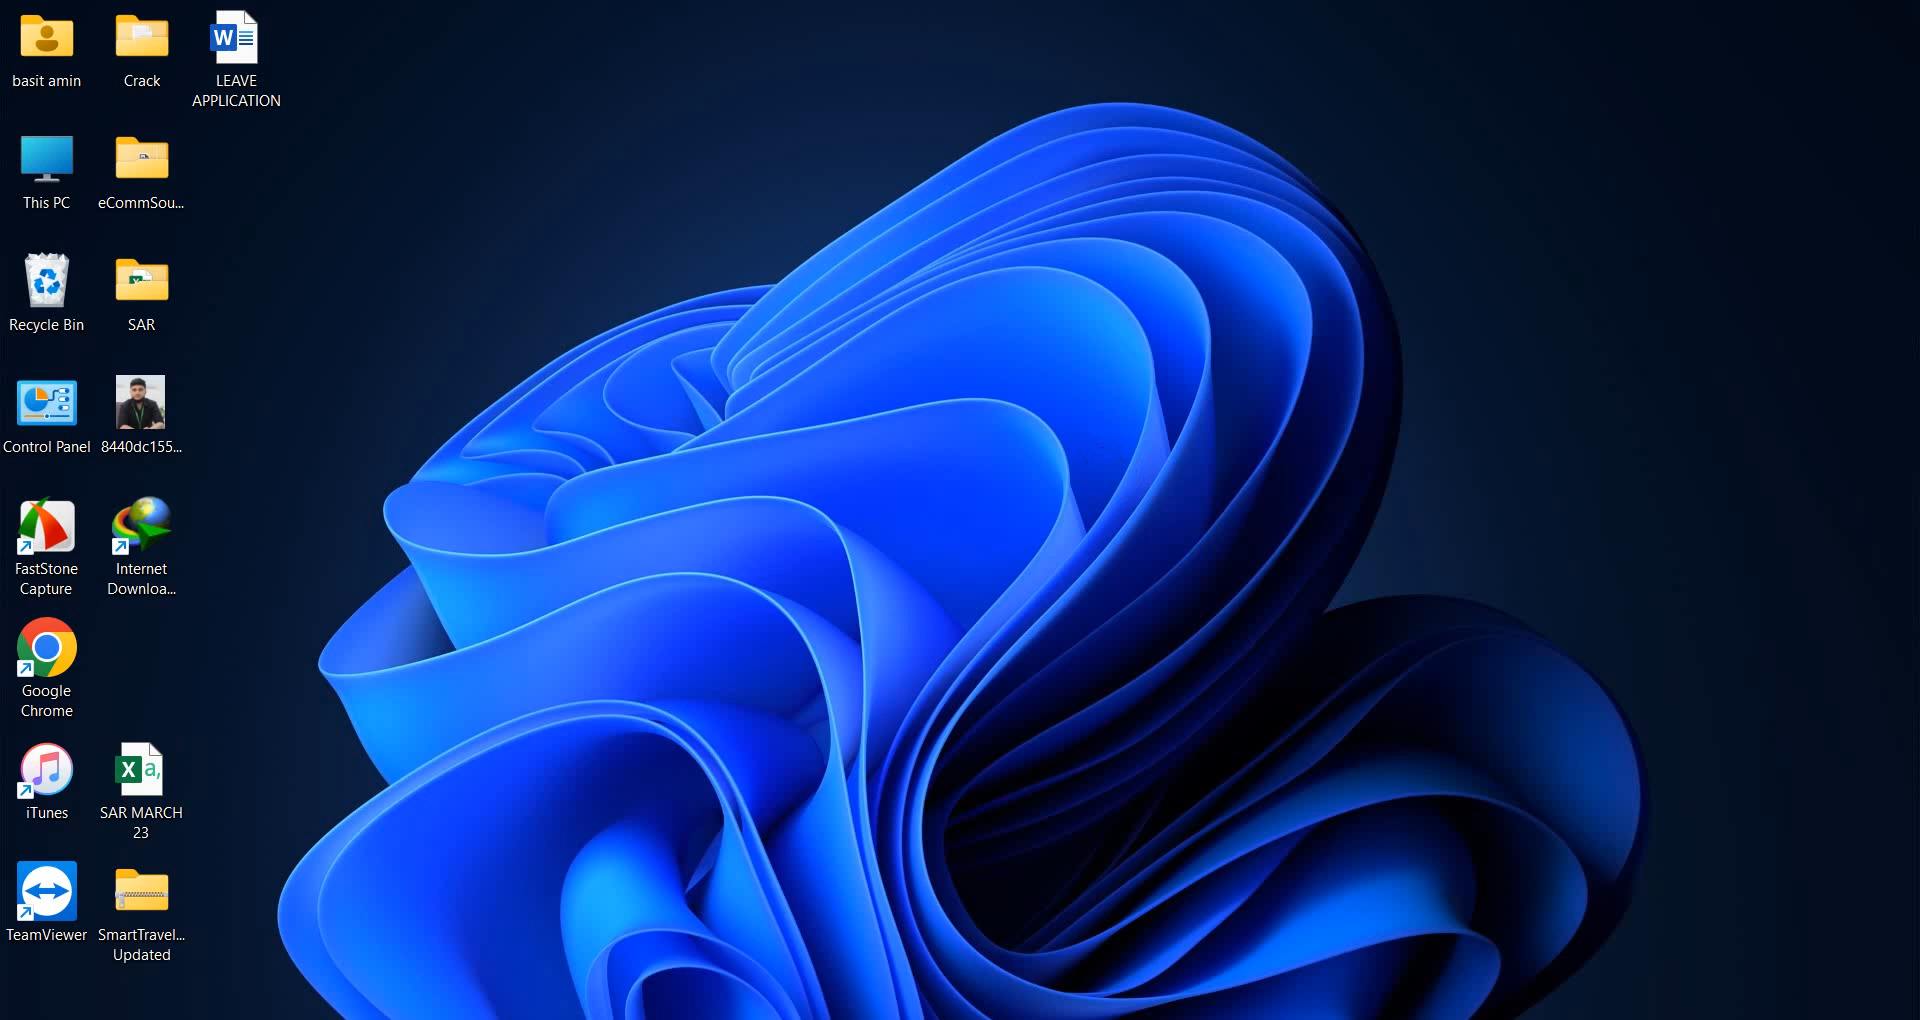 basit amin
Crack
LEAVE
APPLICATION
This PC
eCommSou...
Recycle Bin
SAR
Control Panel
8440dc155...
FastStone
Capture
Internet
Downloa...
Google
Chrome
iTunes
SAR MARCH
23
TeamViewer
SmartTravel...
Updated